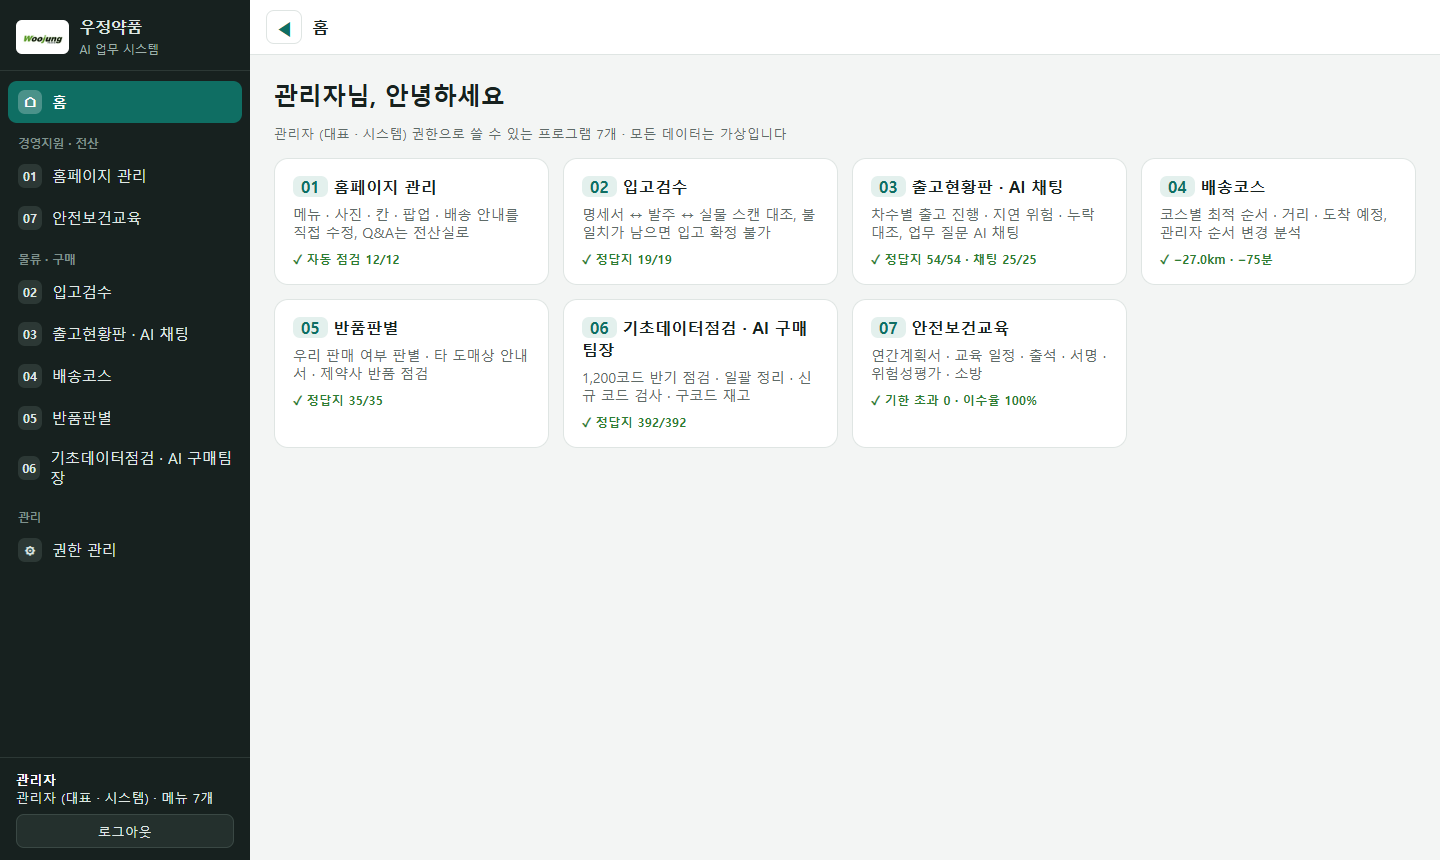 Woojung
우정약품
AI 업무 시스템
홈
경영지원 · 전산
01 홈페이지 관리
07 안전보건교육
물류 · 구매
02 입고검수
03 출고현황판 · AI 채팅
04 배송코스
05 반품판별
06 기초데이터점검 · AI 구매팀
장
관리
권한 관리
관리자
관리자 (대표 · 시스템) · 메뉴 7개
로그아웃
홈
관리자님, 안녕하세요
관리자 (대표 · 시스템) 권한으로 쓸 수 있는 프로그램 7개 · 모든 데이터는 가상입니다
01 홈페이지 관리
메뉴 · 사진 · 칸 · 팝업 · 배송 안내를
직접 수정, Q&A는 전산실로
✓ 자동 점검 12/12
02 입고검수
명세서 ↔ 발주 ↔ 실물 스캔 대조, 불
일치가 남으면 입고 확정 불가
✓ 정답지 19/19
03 출고현황판 · AI 채팅
차수별 출고 진행 · 지연 위험 · 누락
대조, 업무 질문 AI 채팅
✓ 정답지 54/54 · 채팅 25/25
04 배송코스
코스별 최적 순서 · 거리 · 도착 예정,
관리자 순서 변경 분석
✓ −27.0km · −75분
05 반품판별
우리 판매 여부 판별 · 타 도매상 안내
서 · 제약사 반품 점검
✓ 정답지 35/35
06 기초데이터점검 · AI 구매
팀장
1,200코드 반기 점검 · 일괄 정리 · 신
규 코드 검사 · 구코드 재고
✓ 정답지 392/392
07 안전보건교육
연간계획서 · 교육 일정 · 출석 · 서명 ·
위험성평가 · 소방
✓ 기한 초과 0 · 이수율 100%